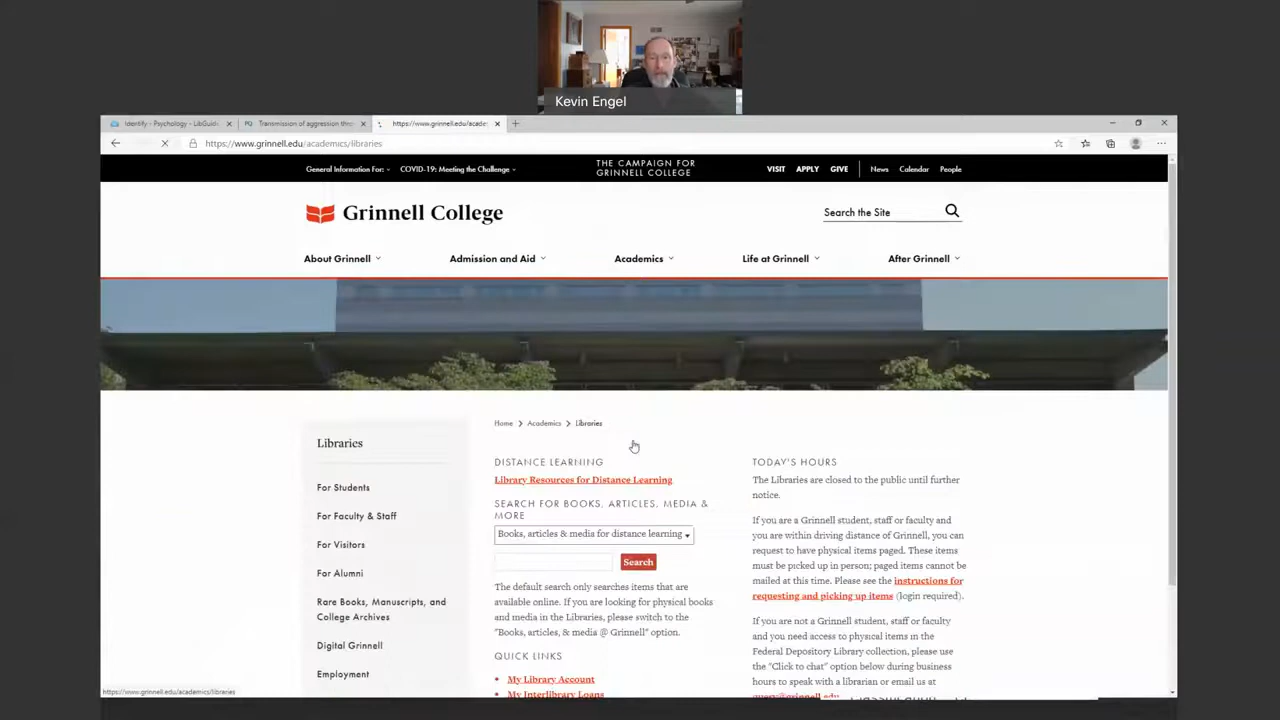 Kevin Engel
Identify - Psychology - LibGuid
Transmission of aggression thro
https://www.grinnell.edu/acade
https://www.grinnell.edu/academics/libraries
General Information For:
COVID-19: Meeting the Challenge
THE CAMPAIGN FOR
GRINNELL COLLEGE
VISIT
APPLY
GIVE
News
Calendar
People
Grinnell College
Search the Site
About Grinnell
Admission and Aid
Academics
Life at Grinnell
After Grinnell
Home > Academics > Libraries
Libraries
For Students
For Faculty & Staff
For Visitors
For Alumni
Rare Books, Manuscripts, and
College Archives
Digital Grinnell
Employment
DISTANCE LEARNING
Library Resources for Distance Learning
SEARCH FOR BOOKS, ARTICLES, MEDIA &
MORE
Books, articles & media for distance learning
Search
The default search only searches items that are
available online. If you are looking for physical books
and media in the Libraries, please switch to the
"Books, articles, & media @ Grinnell" option.
QUICK LINKS
• My Library Account
• My Interlibrary Loans
TODAY'S HOURS
The Libraries are closed to the public until further
notice.
If you are a Grinnell student, staff or faculty and
you are within driving distance of Grinnell, you can
request to have physical items paged. These items
must be picked up in person; paged items cannot be
mailed at this time. Please see the instructions for
requesting and picking up items (login required).
If you are not a Grinnell student, staff or faculty
and you need access to physical items in the
Federal Depository Library collection, please use
the "Click to chat" option below during business
hours to speak with a librarian or email us at
query@grinnell.edu
https://www.grinnell.edu/academics/libraries